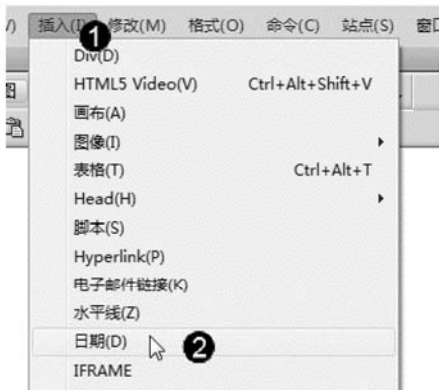 插入(I) 修改(M) 格式(O) 命令(C) 站点(S)
1
Div(D)
HTML5 Video(V) Ctrl+Alt+Shift+V
画布(A)
图像(I)
表格(T) Ctrl+Alt+T
Head(H)
脚本(S)
Hyperlink(P)
电子邮件链接(K)
水平线(Z)
日期(D) 2
IFRAME